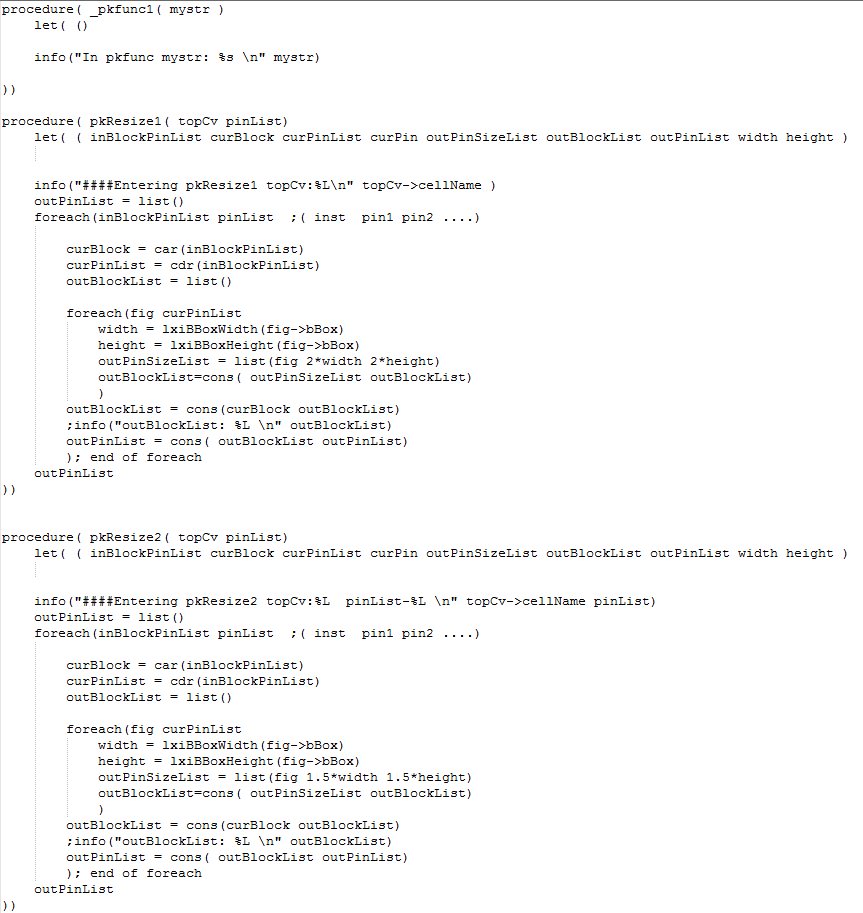 procedure( _pkfunc1( mystr )
    let( ()

    info("In pkfunc mystr: %s \n" mystr)

))

procedure( pkResize1( topCv pinList)
    let( ( inBlockPinList curBlock curPinList curPin outPinSizeList outBlockList outPinList width height )


    info("####Entering pkResize1 topCv:%L\n" topCv->cellName )
    outPinList = list()
    foreach(inBlockPinList pinList  ;( inst  pin1 pin2 ....)

        curBlock = car(inBlockPinList)
        curPinList = cdr(inBlockPinList)
        outBlockList = list()

        foreach(fig curPinList
            width = lxiBBoxWidth(fig->bBox)
            height = lxiBBoxHeight(fig->bBox)
            outPinSizeList = list(fig 2*width 2*height)
            outBlockList=cons( outPinSizeList outBlockList)
            )
        outBlockList = cons(curBlock outBlockList)
        ;info("outBlockList: %L \n" outBlockList)
        outPinList = cons( outBlockList outPinList)
        ); end of foreach
    outPinList
))


procedure( pkResize2( topCv pinList)
    let( ( inBlockPinList curBlock curPinList curPin outPinSizeList outBlockList outPinList width height )


    info("####Entering pkResize2 topCv:%L  pinList-%L \n" topCv->cellName pinList)
    outPinList = list()
    foreach(inBlockPinList pinList  ;( inst  pin1 pin2 ....)

        curBlock = car(inBlockPinList)
        curPinList = cdr(inBlockPinList)
        outBlockList = list()

        foreach(fig curPinList
            width = lxiBBoxWidth(fig->bBox)
            height = lxiBBoxHeight(fig->bBox)
            outPinSizeList = list(fig 1.5*width 1.5*height)
            outBlockList=cons( outPinSizeList outBlockList)
            )
        outBlockList = cons(curBlock outBlockList)
        ;info("outBlockList: %L \n" outBlockList)
        outPinList = cons( outBlockList outPinList)
        ); end of foreach
    outPinList
))